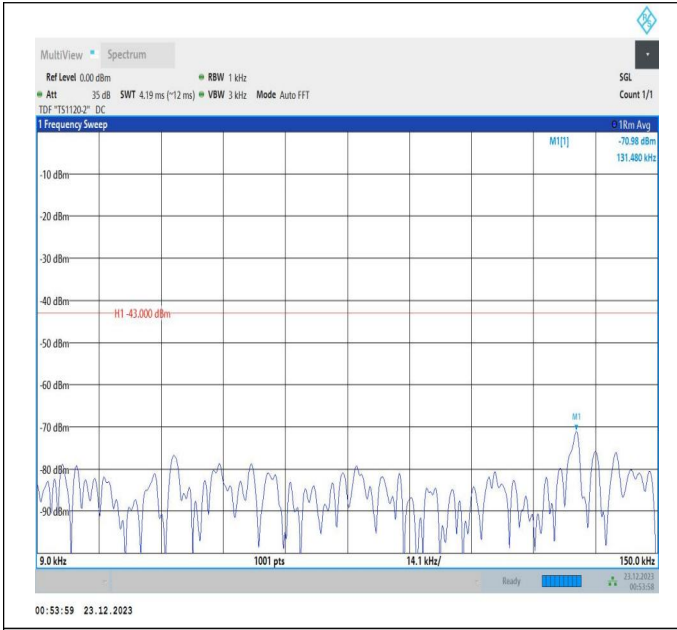 R S
MultiView Spectrum
Ref Level 0.00 dBm RBW 1 kHz SGL
Att 35 dB SWT 4.19 ms (~12 ms) VBW 3 kHz Mode Auto FFT Count 1/1
TDF "TS1120-2" DC
1 Frequency Sweep 1Rm Avg
M1[1] -70.98 dBm
131.480 kHz
-10 dBm
-20 dBm
-30 dBm
-40 dBm
H1 -43.000 dBm
-50 dBm
-60 dBm
M1
-70 dBm
-80 dBm
-90 dBm
9.0 kHz 1001 pts 14.1 kHz/ 150.0 kHz
Ready 23.12.2023
00:53:58
00:53:59 23.12.2023